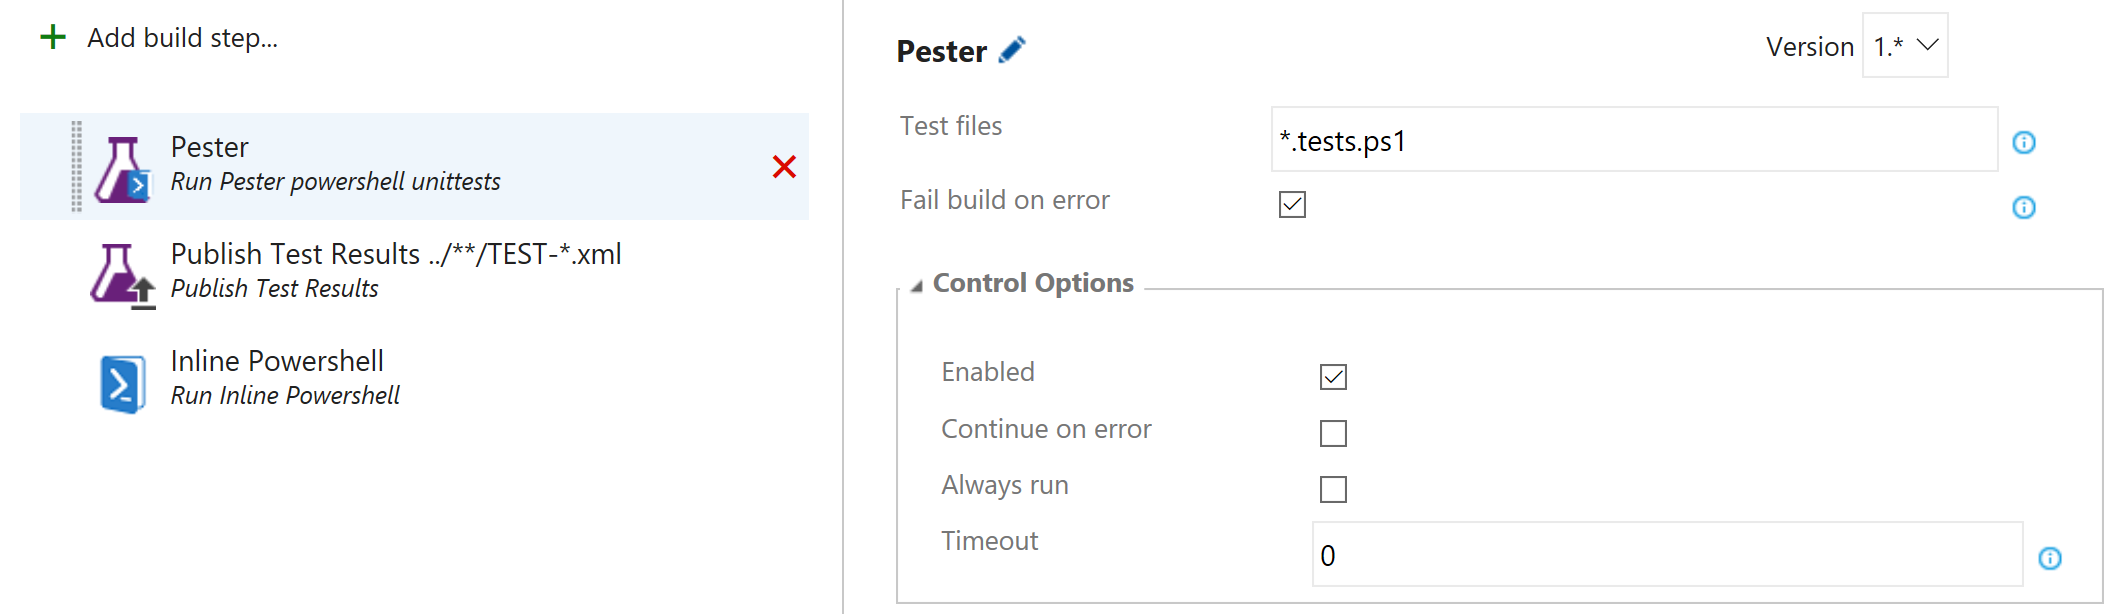 Add build step...
Pester
Run Pester powershell unittests
Publish Test Results ../**/TEST-*.xml
Publish Test Results
Inline Powershell
Run Inline Powershell
Pester
Version 1.*
Test files *.tests.ps1
Fail build on error
Control Options
Enabled
Continue on error
Always run
Timeout 0